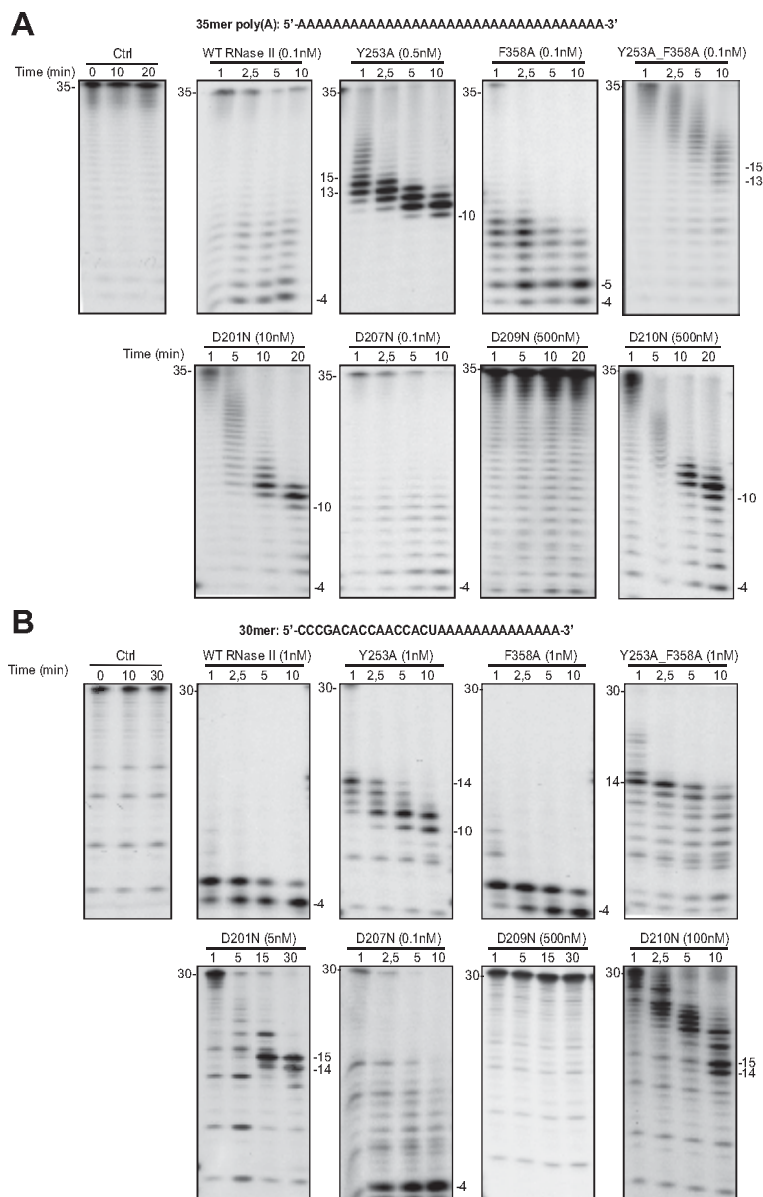 A
35mer poly(A): 5'-AAAAAAAAAAAAAAAAAAAAAAAAAAAAAAAAAAA-3'
Ctrl WT RNase II (0.1nM) Y253A (0.5nM) F358A (0.1nM) Y253A_F358A (0.1nM)
Time (min) 0 10 20 1 2,5 5 10 1 2,5 5 10 1 2,5 5 10 1 2,5 5 10
35- 35- 35- 35- 35-
15- -15
13- -13
-10
-5
-4 -4
D201N (10nM) D207N (0.1nM) D209N (500nM) D210N (500nM)
Time (min) 1 5 10 20 1 2,5 5 10 1 5 10 20 1 5 10 20
35- 35- 35- 35-
-10 -10
-4 -4 -4
B
30mer: 5'-CCCGACACCAACCACUAAAAAAAAAAAAAA-3'
Ctrl WT RNase II (1nM) Y253A (1nM) F358A (1nM) Y253A_F358A (1nM)
Time (min) 0 10 30 1 2,5 5 10 1 2,5 5 10 1 2,5 5 10 1 2,5 5 10
30- 30- 30- 30- 30-
-14 14-
-10
-4 -4
D201N (5nM) D207N (0.1nM) D209N (500nM) D210N (100nM)
1 5 15 30 1 2,5 5 10 1 5 15 30 1 2,5 5 10
30- 30- 30- 30-
-15 -15
-14 -14
-4